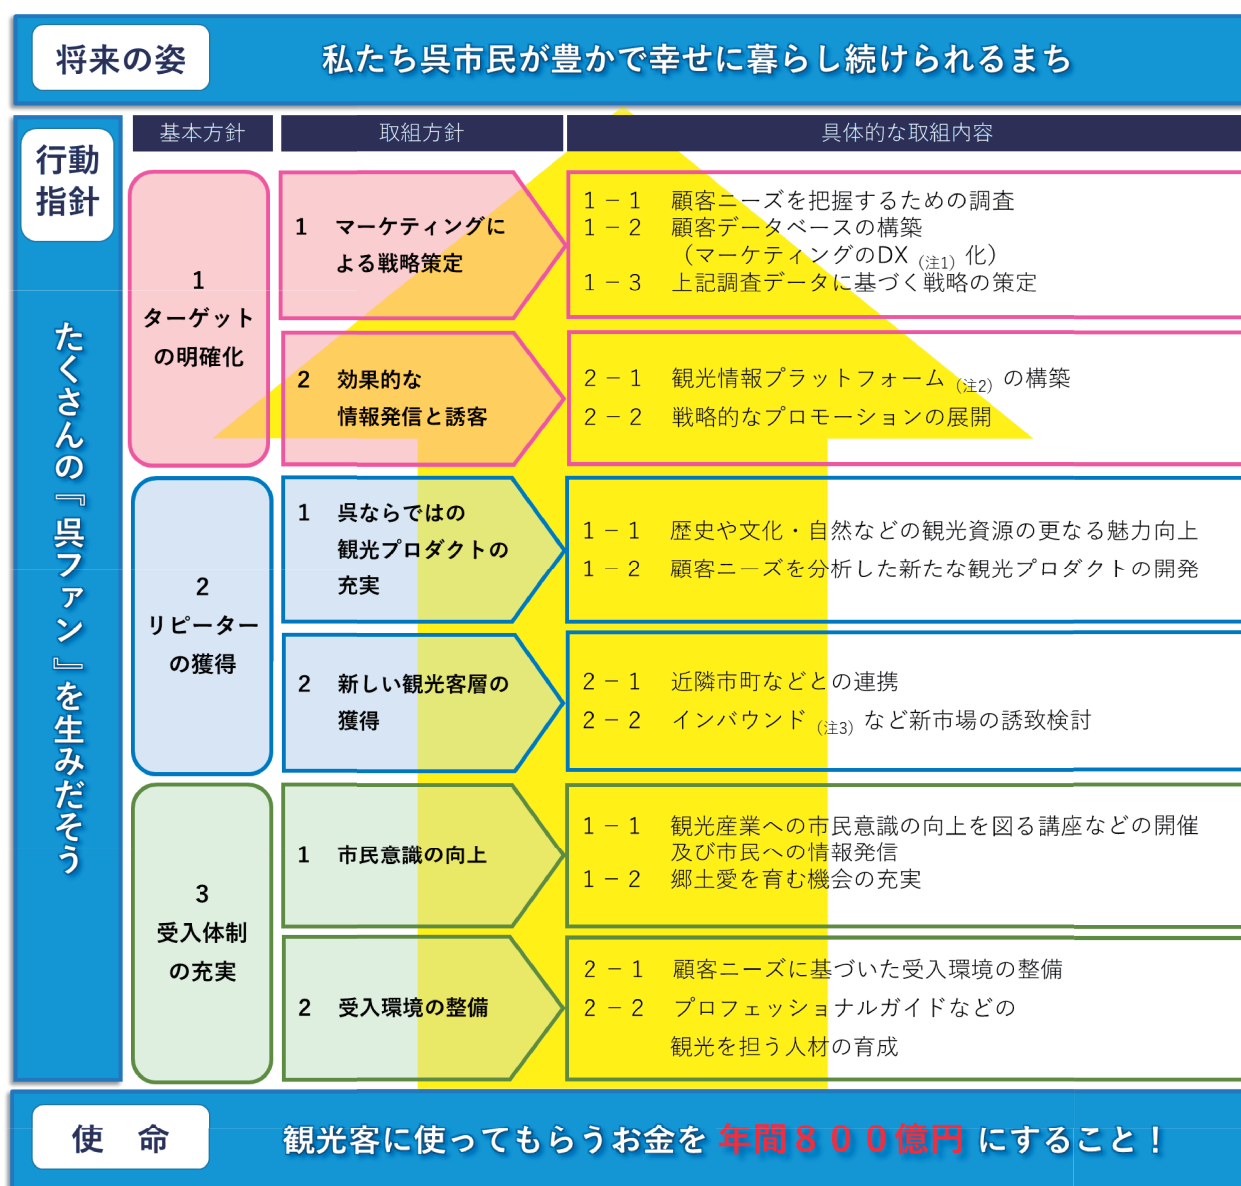 将来の姿
私たち呉市民が豊かで幸せに暮らし続けられるまち
行動
指針
たくさんの『呉ファン』を生みだそう
基本方針
取組方針
具体的な取組内容
1
ターゲット
の明確化
1 マーケティングに
よる戦略策定
1－1 顧客ニーズを把握するための調査
1－2 顧客データベースの構築
（マーケティングのDX（注1）化）
1－3 上記調査データに基づく戦略の策定
2 効果的な
情報発信と誘客
2－1 観光情報プラットフォーム（注2）の構築
2－2 戦略的なプロモーションの展開
2
リピーター
の獲得
1 呉ならではの
観光プロダクトの
充実
1－1 歴史や文化・自然などの観光資源の更なる魅力向上
1－2 顧客ニーズを分析した新たな観光プロダクトの開発
2 新しい観光客層の
獲得
2－1 近隣市町などとの連携
2－2 インバウンド（注3）など新市場の誘致検討
3
受入体制
の充実
1 市民意識の向上
1－1 観光産業への市民意識の向上を図る講座などの開催
及び市民への情報発信
1－2 郷土愛を育む機会の充実
2 受入環境の整備
2－1 顧客ニーズに基づいた受入環境の整備
2－2 プロフェッショナルガイドなどの
観光を担う人材の育成
使 命
観光客に使ってもらうお金を 年間８００億円 にすること！